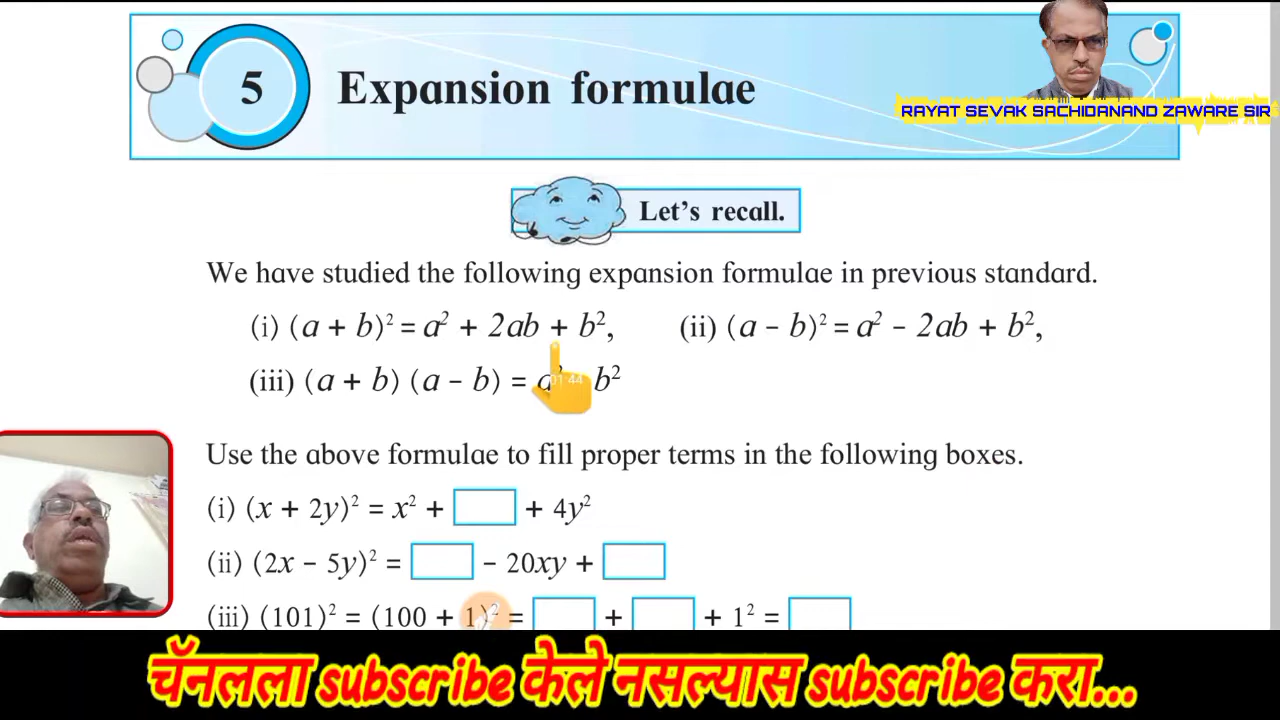 5 Expansion formulae
RAYAT SEVAK SACHIDANAND ZAWARE SIR
Let's recall.
We have studied the following expansion formulae in previous standard.
(i) (a + b)² = a² + 2ab + b², (ii) (a − b)² = a² − 2ab + b²,
(iii) (a + b) (a − b) = a² b²
01:44
Use the above formulae to fill proper terms in the following boxes.
(i) (x + 2y)² = x² + □ + 4y²
(ii) (2x − 5y)² = □ − 20xy + □
(iii) (101)² = (100 + 1)² = □ + □ + 1² = □
चॅनलला subscribe केले नसल्यास subscribe करा...